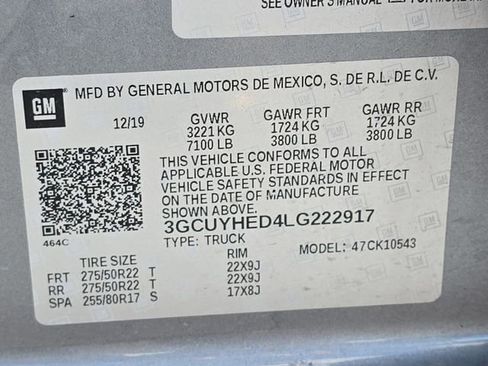 SEE OWNER'S MANUAL
GM
MFD BY GENERAL MOTORS DE MEXICO, S. DE R.L. DE C.V.
12/19 GVWR GAWR FRT GAWR RR
3221 KG 1724 KG 1724 KG
7100 LB 3800 LB 3800 LB
THIS VEHICLE CONFORMS TO ALL
APPLICABLE U.S. FEDERAL MOTOR
VEHICLE SAFETY STANDARDS IN EFFECT
ON THE DATE OF MANUFACTURE
SHOWN ABOVE.
464C
3GCUYHED4LG222917
TYPE: TRUCK MODEL: 47CK10543
TIRE SIZE RIM
FRT 275/50R22 T 22X9J
RR 275/50R22 T 22X9J
SPA 255/80R17 S 17X8J